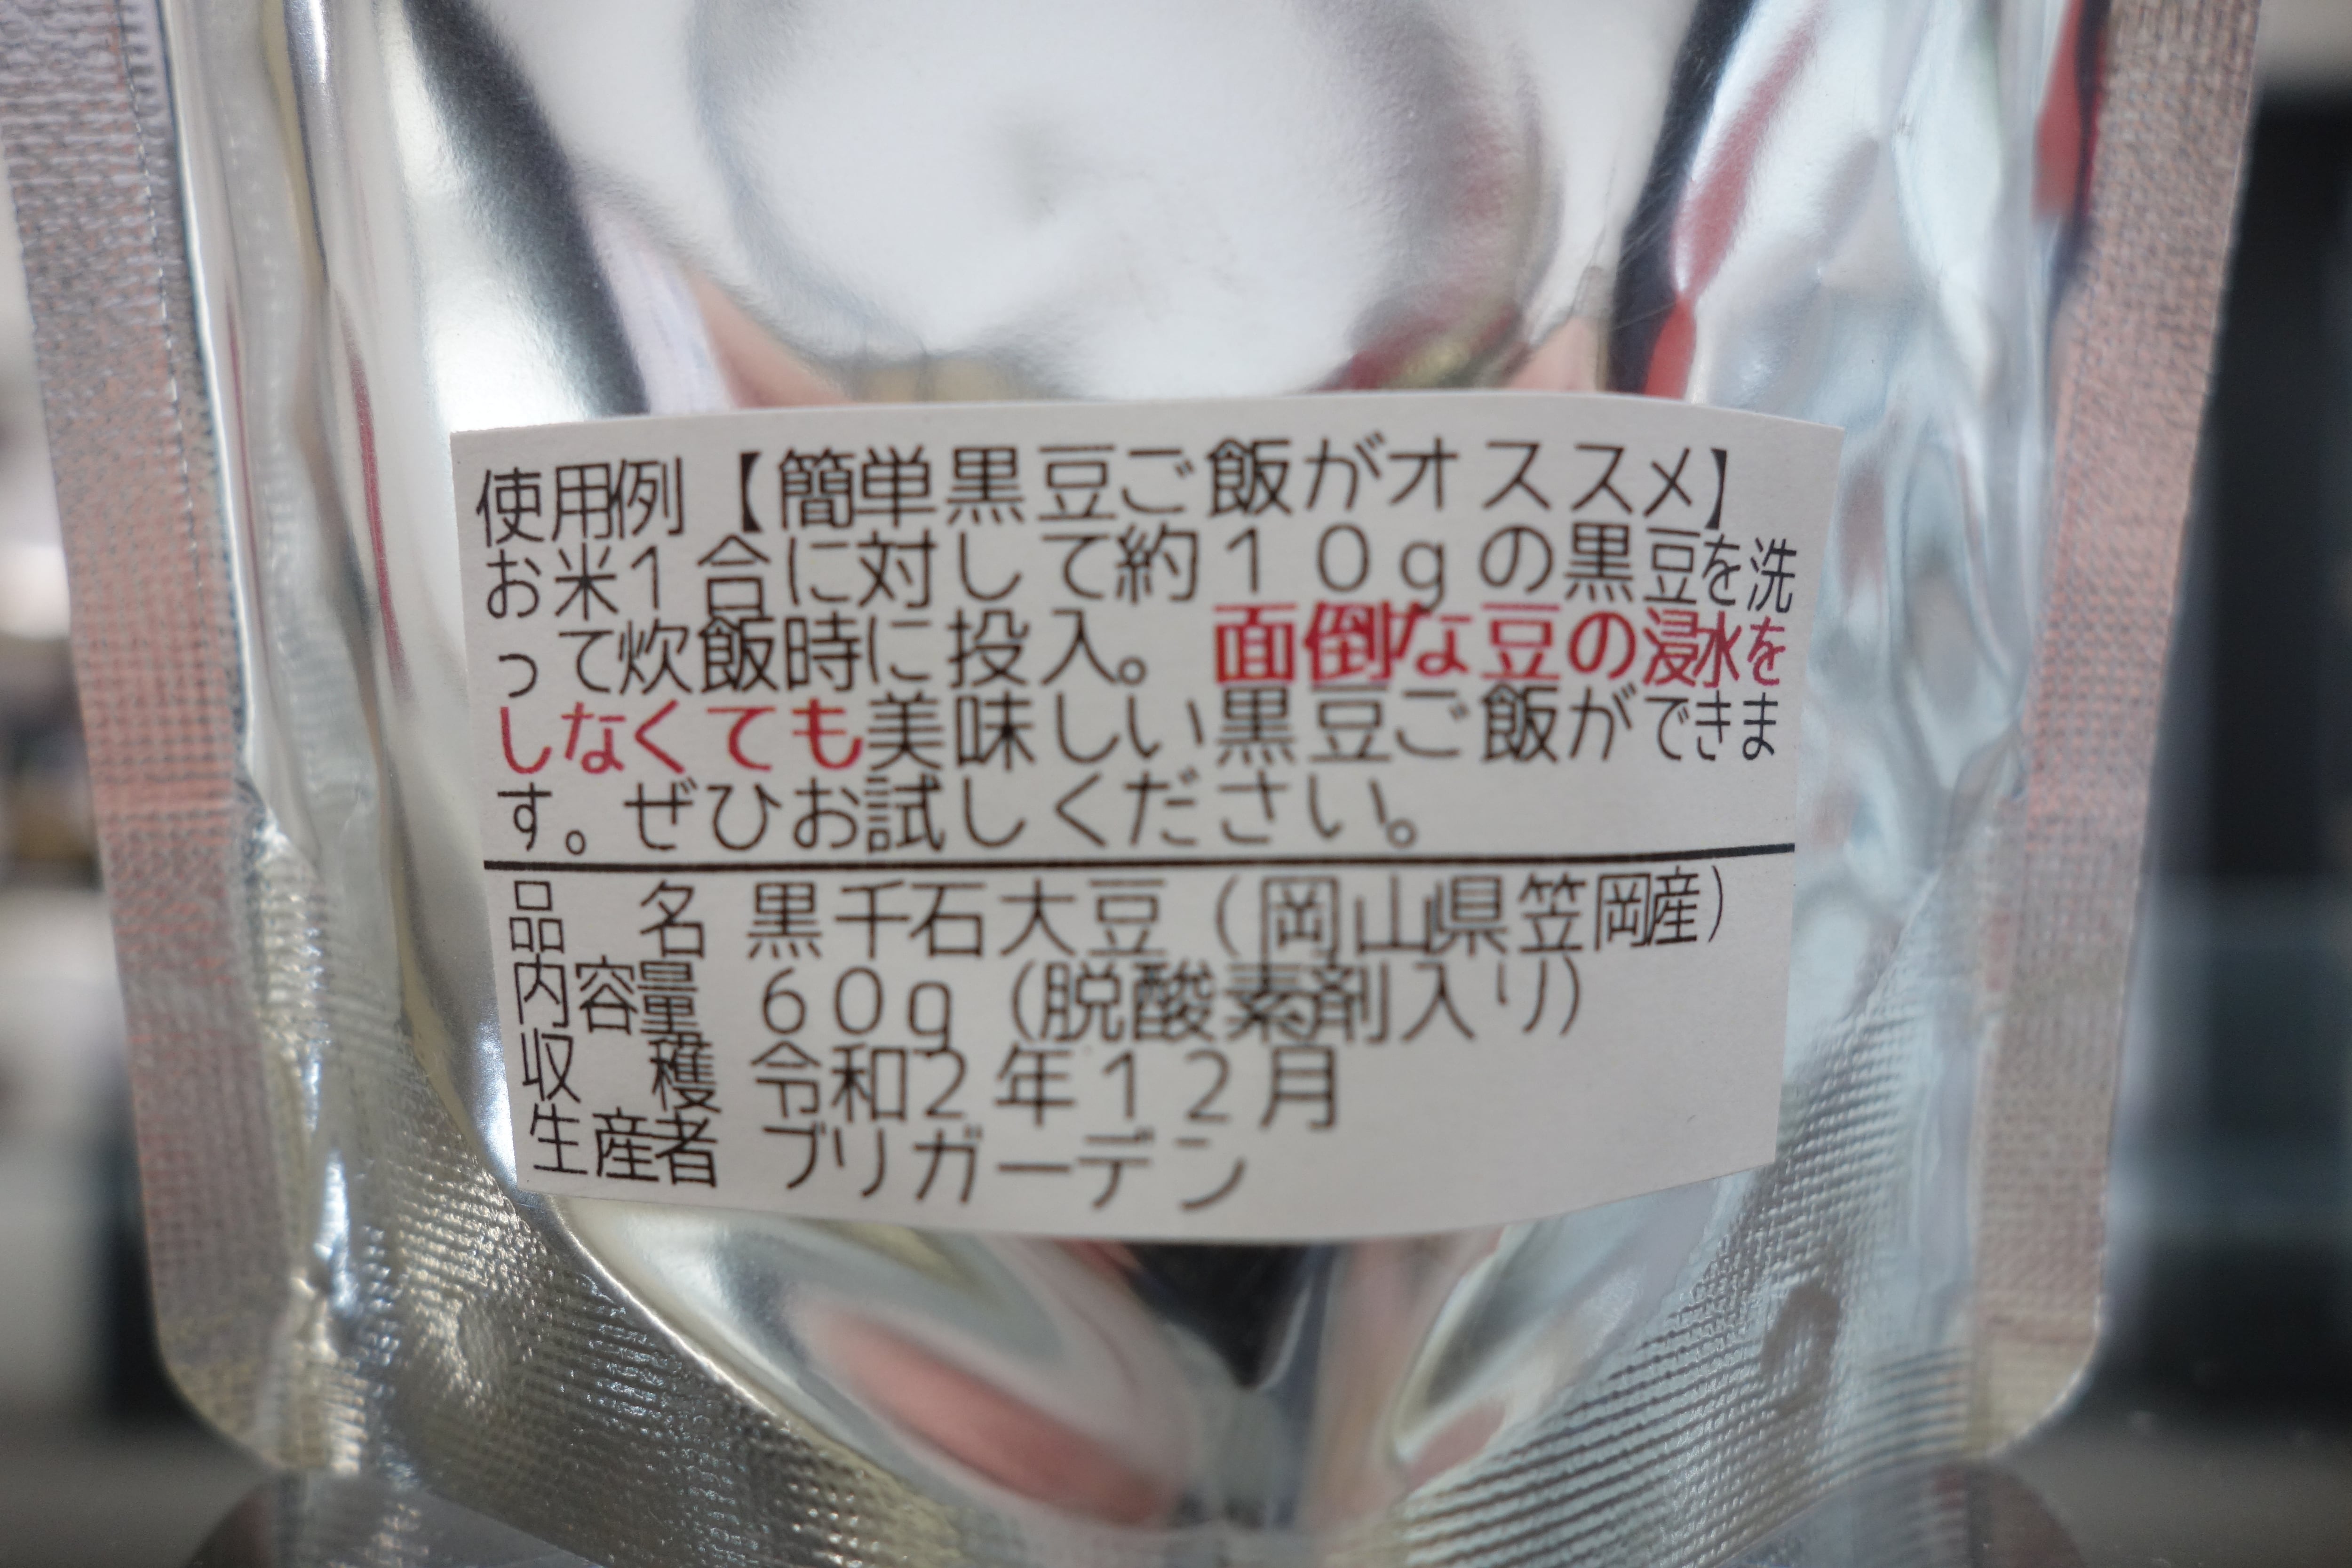 使用例【簡単黒豆ご飯がオススメ】
お米1合に対して約10gの黒豆を洗
って炊飯時に投入。面倒な豆の浸水を
しなくても美味しい黒豆ご飯ができま
す。ぜひお試しください。
品　名 黒千石大豆（岡山県笠岡産）
内容量 60g（脱酸素剤入り）
収　穫 令和2年12月
生産者 ブリガーデン